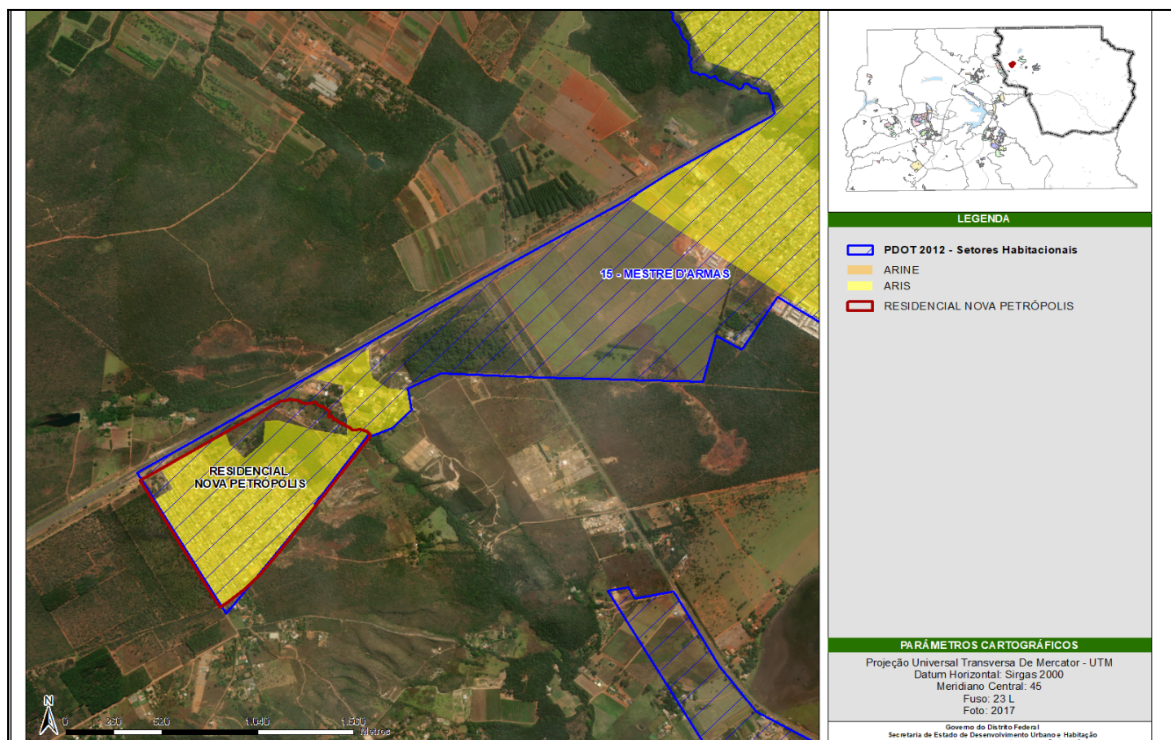 15 - MESTRE D'ARMAS
RESIDENCIAL
NOVA PETRÓPOLIS
N
0 260 520 1.040 1.560
Metros
LEGENDA
PDOT 2012 - Setores Habitacionais
ARINE
ARIS
RESIDENCIAL NOVA PETRÓPOLIS
PARÁMETROS CARTOGRÁFICOS
Projeção Universal Transversa De Mercator - UTM
Datum Horizontal: Sirgas 2000
Meridiano Central: 45
Fuso: 23 L
Foto: 2017
Governo do Distrito Federal
Secretaria de Estado de Desenvolvimento Urbano e Habitação